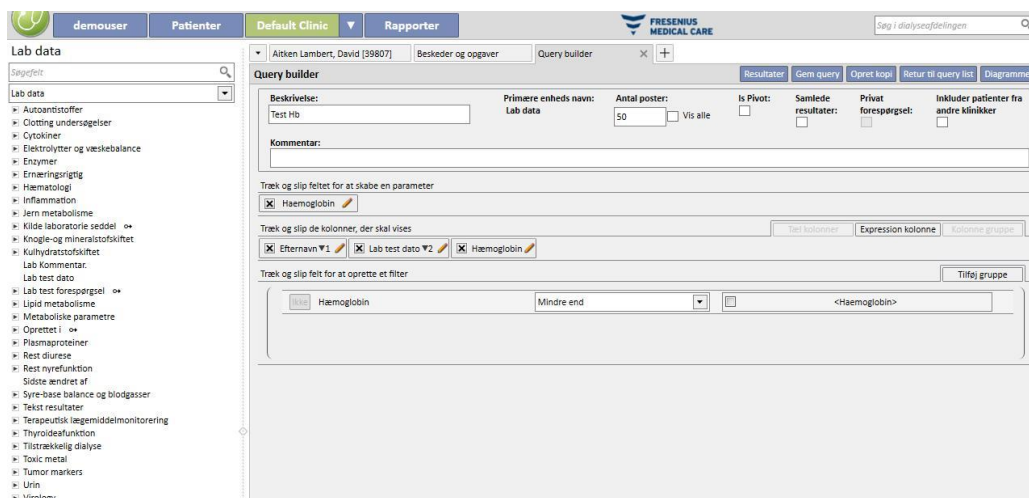 demouser Patienter Default Clinic ▼ Rapporter FRESENIUS MEDICAL CARE Søg i dialyseafdelingen
Lab data
Søgefelt
Lab data
Autoantistoffer
Clotting undersøgelser
Cytokiner
Elektrolytter og væskebalance
Enzymer
Ernæringsrigtig
Hæmatologi
Inflammation
Jern metabolisme
Kilde laboratorie seddel
Knogle-og mineralstofskiftet
Kulhydratstofskiftet
Lab Kommentar.
Lab test dato
Lab test forespørgsel
Lipid metabolisme
Metaboliske parametre
Oprettet i
Plasmaproteiner
Rest diurese
Rest nyrefunktion
Sidste ændret af
Syre-base balance og blodgasser
Tekst resultater
Terapeutisk lægemiddelmonitorering
Thyroideafunktion
Tilstrækkelig dialyse
Toxic metal
Tumor markers
Urin
Virology
Aitken Lambert, David [39807] Beskeder og opgaver Query builder × +
Query builder Resultater Gem query Opret kopi Retur til query list Diagramme
Beskrivelse: Primære enheds navn: Antal poster: Is Pivot: Samlede resultater: Privat forespørgsel: Inkluder patienter fra andre klinikker
Test Hb Lab data 50 Vis alle
Kommentar:
Træk og slip feltet for at skabe en parameter
Haemoglobin
Træk og slip de kolonner, der skal vises Tæl kolonner Expression kolonne Kolonne gruppe
Efternavn ▼1 Lab test dato ▼2 Hæmoglobin
Træk og slip felt for at oprette et filter Tilføj gruppe
Ikke Hæmoglobin Mindre end <Haemoglobin>